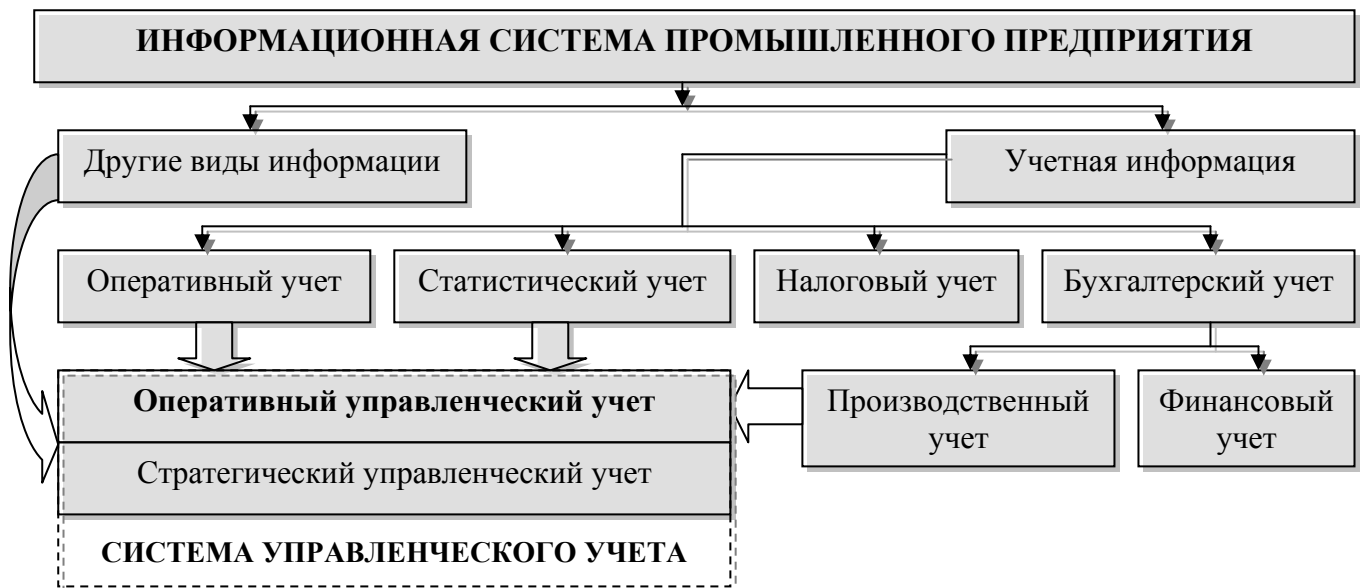 ИНФОРМАЦИОННАЯ СИСТЕМА ПРОМЫШЛЕННОГО ПРЕДПРИЯТИЯ
Другие виды информации
Учетная информация
Оперативный учет
Статистический учет
Налоговый учет
Бухгалтерский учет
Оперативный управленческий учет
Стратегический управленческий учет
СИСТЕМА УПРАВЛЕНЧЕСКОГО УЧЕТА
Производственный
учет
Финансовый
учет